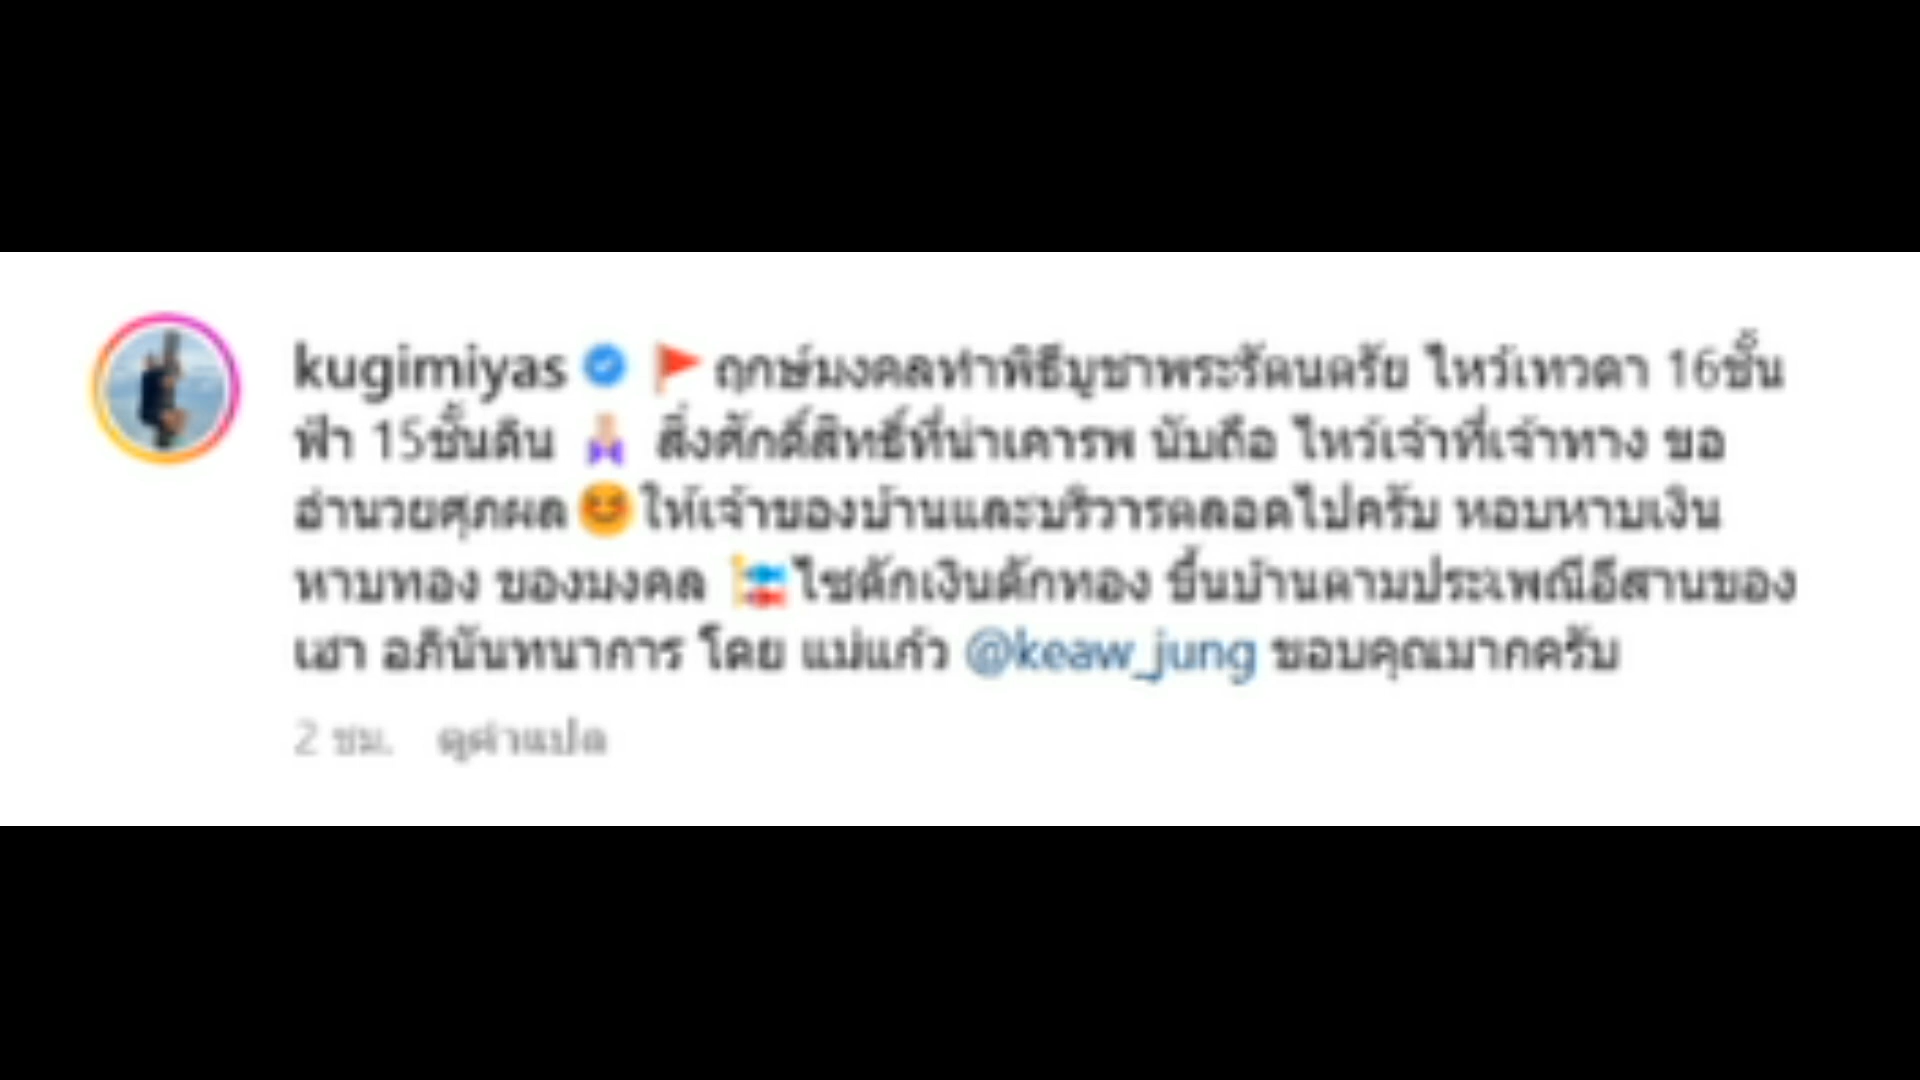 kugimiyas 🚩ฤกษ์มงคลทำพิธีบูชาพระรัตนตรัย ไหว้เทวดา 16ชั้น
ฟ้า 15ชั้นดิน 🙏🏻 สิ่งศักดิ์สิทธิ์ที่น่าเคารพ นับถือ ไหว้เจ้าที่เจ้าทาง ขอ
อำนวยศุภผล😊ให้เจ้าของบ้านและบริวารตลอดไปครับ หอบหาบเงิน
หาบทอง ของมงคล 🎏ไซดักเงินดักทอง ขึ้นบ้านตามประเพณีอีสานของ
เฮา อภินันทนาการ โดย แม่แก้ว @keaw_jung ขอบคุณมากครับ
2 ชม. ดูคำแปล